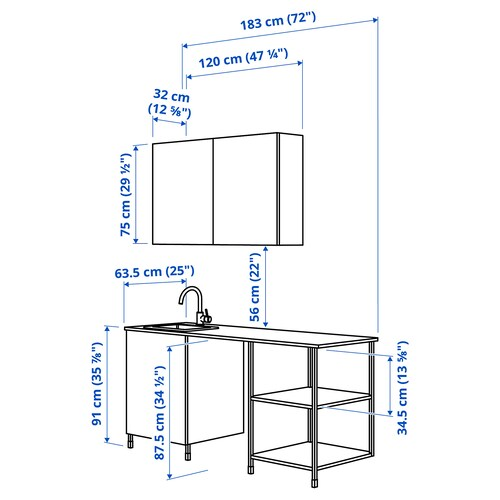 183 cm (72")
120 cm (47 ¼")
32 cm
(12 ⅝")
75 cm (29 ½")
63.5 cm (25")
56 cm (22")
91 cm (35 ⅞")
87.5 cm (34 ½")
34.5 cm (13 ⅝")